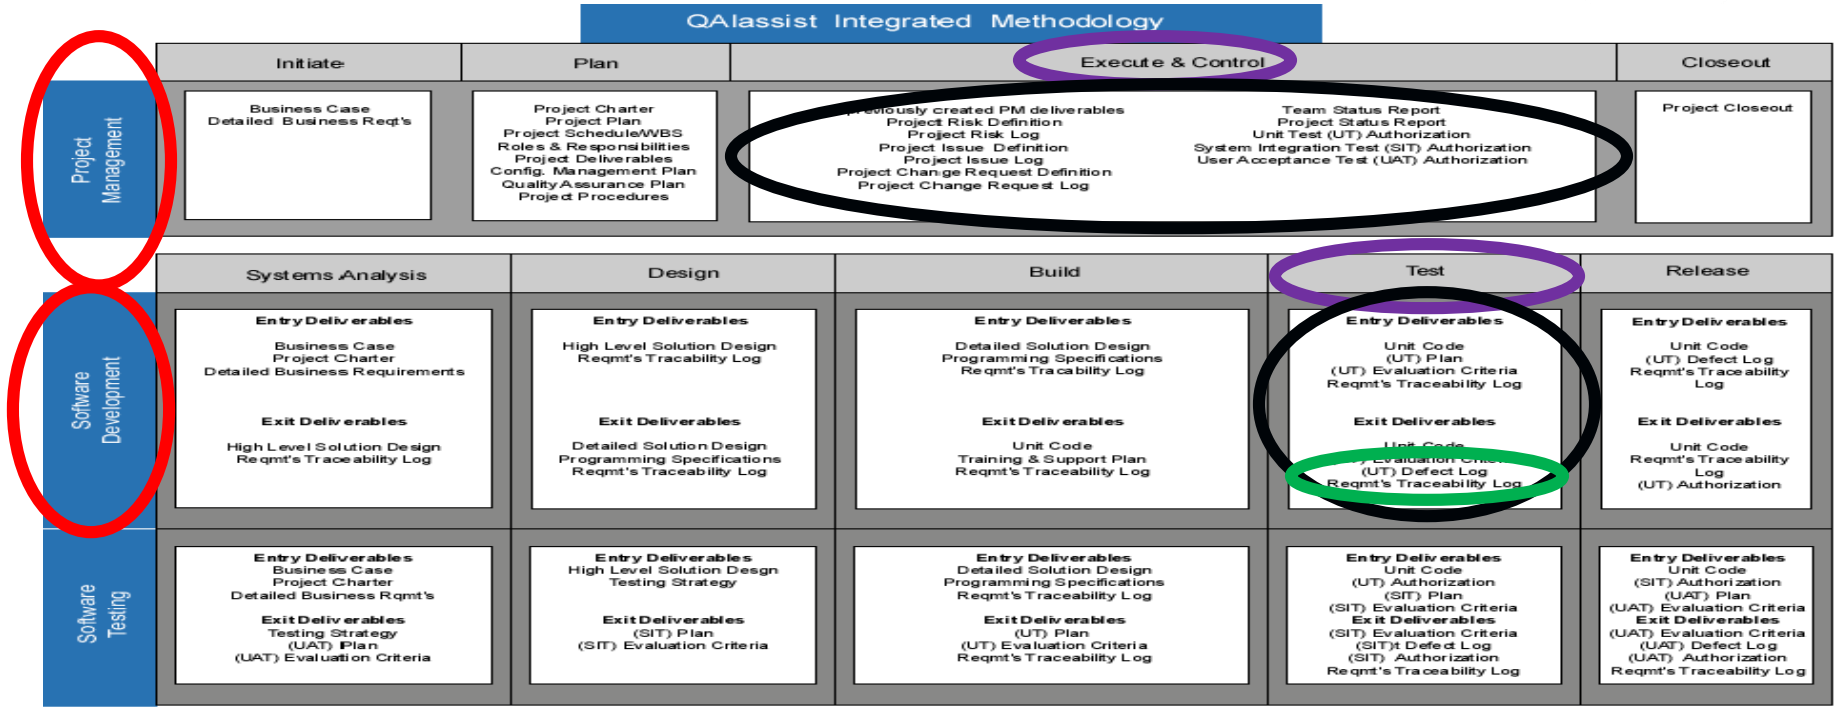 QAIassist Integrated Methodology
Initiate
Plan
Execute & Control
Closeout
Project
Management
Business Case
Detailed Business Reqt's
Project Charter
Project Plan
Project Schedule/WBS
Roles & Responsibilities
Project Deliverables
Config. Management Plan
Quality Assurance Plan
Project Procedures
created PM deliverables
Project Risk Definition
Project Risk Log
Project Issue Definition
Project Issue Log
Project Change Request Definition
Project Change Request Log
Team Status Report
Project Status Report
Unit Test (UT) Authorization
System Integration Test (SIT) Authorization
User Acceptance Test (UAT) Authorization
Project Closeout
Systems Analysis
Design
Build
Test
Release
Software
Development
Entry Deliverables
Business Case
Project Charter
Detailed Business Requirements
Exit Deliverables
High Level Solution Design
Reqmt's Traceability Log
Entry Deliverables
High Level Solution Design
Reqmt's Tracability Log
Exit Deliverables
Detailed Solution Design
Programming Specifications
Reqmt's Traceability Log
Entry Deliverables
Detailed Solution Design
Programming Specifications
Reqmt's Tracability Log
Exit Deliverables
Unit Code
Training & Support Plan
Reqmt's Traceability Log
Entry Deliverables
Unit Code
(UT) Plan
(UT) Evaluation Criteria
Reqmt's Traceability Log
Exit Deliverables
Unit Code
Evaluation Criteria
(UT) Defect Log
Reqmt's Traceability Log
Entry Deliverables
Unit Code
(UT) Defect Log
Reqmt's Traceability
Log
Exit Deliverables
Unit Code
Reqmt's Traceability
Log
(UT) Authorization
Software
Testing
Entry Deliverables
Business Case
Project Charter
Detailed Business Rqmt's
Exit Deliverables
Testing Strategy
(UAT) Plan
(UAT) Evaluation Criteria
Entry Deliverables
High Level Solution Desgn
Testing Strategy
Exit Deliverables
(SIT) Plan
(SIT) Evaluation Criteria
Entry Deliverables
Detailed Solution Design
Programming Specifications
Reqmt's Traceability Log
Exit Deliverables
(UT) Plan
(UT) Evaluation Criteria
Reqmt's Traceability Log
Entry Deliverables
Unit Code
(UT) Authorization
(SIT) Plan
(SIT) Evaluation Criteria
Exit Deliverables
(SIT) Evaluation Criteria
(SIT)t Defect Log
(SIT) Authorization
Reqmt's Traceability Log
Entry Deliverables
Unit Code
(SIT) Authorization
(UAT) Plan
(UAT) Evaluation Criteria
Exit Deliverables
(UAT) Evaluation Criteria
(UAT) Defect Log
(UAT) Authorization
Reqmt's Traceability Log